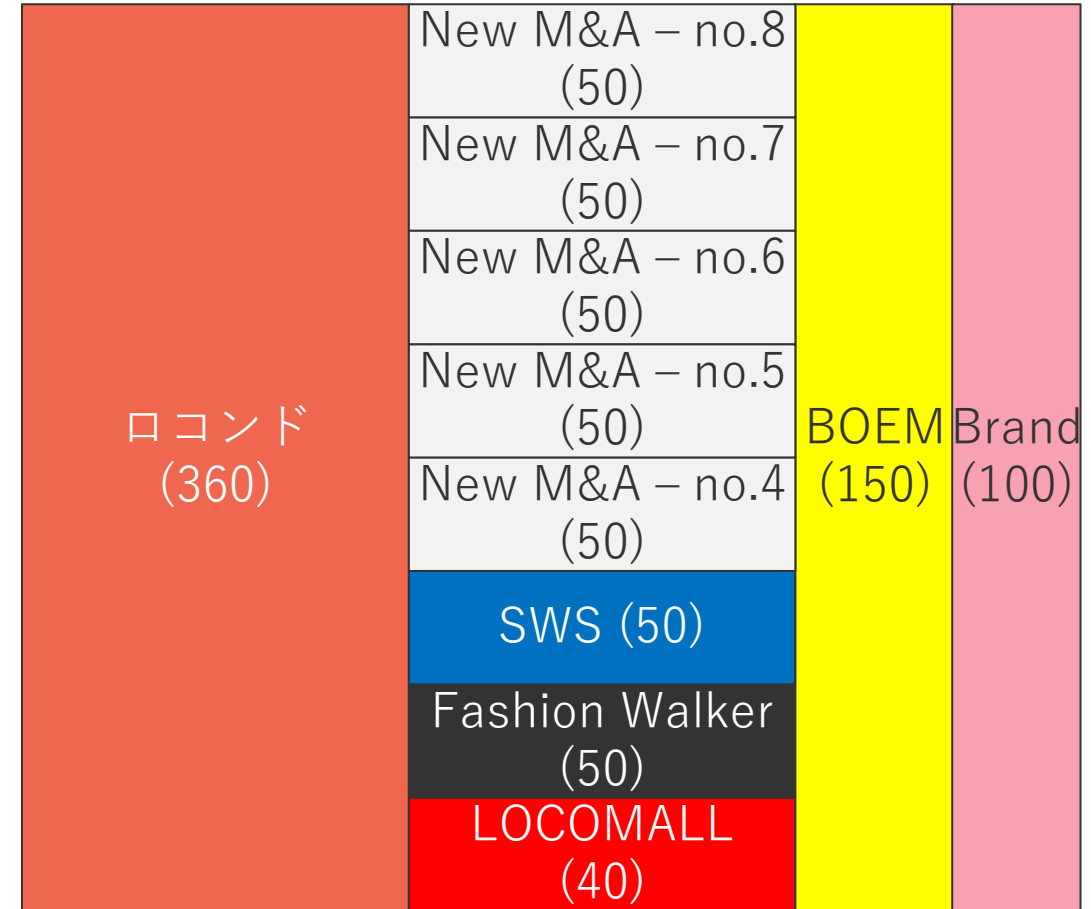 ロコンド
(360)
New M&A – no.8
(50)
New M&A – no.7
(50)
New M&A – no.6
(50)
New M&A – no.5
(50)
New M&A – no.4
(50)
SWS (50)
Fashion Walker
(50)
LOCOMALL
(40)
BOEM
(150)
Brand
(100)